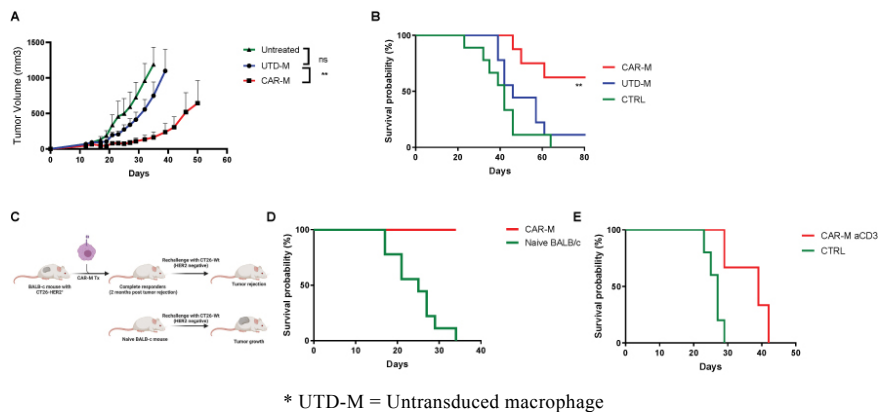 A
Tumor Volume (mm3)
1500
1000
500
0
0 10 20 30 40 50 60
Days
Untreated
UTD-M
CAR-M
ns
**
B
Survival probability (%)
100
50
0
0 20 40 60 80
Days
**
CAR-M
UTD-M
CTRL
C
CAR-M Tx
BALB-c mouse with
CT26-HER2+
Complete responders
(2 months post tumor rejection)
Rechallenge with CT26-Wt
(HER2 negative)
Tumor rejection
Naive BALB-c mouse
Rechallenge with CT26-Wt
(HER2 negative)
Tumor growth
D
Survival probability (%)
100
50
0
0 10 20 30 40
Days
CAR-M
Naive BALB/c
E
Survival probability (%)
100
50
0
0 10 20 30 40 50
Days
CAR-M aCD3
CTRL
* UTD-M = Untransduced macrophage